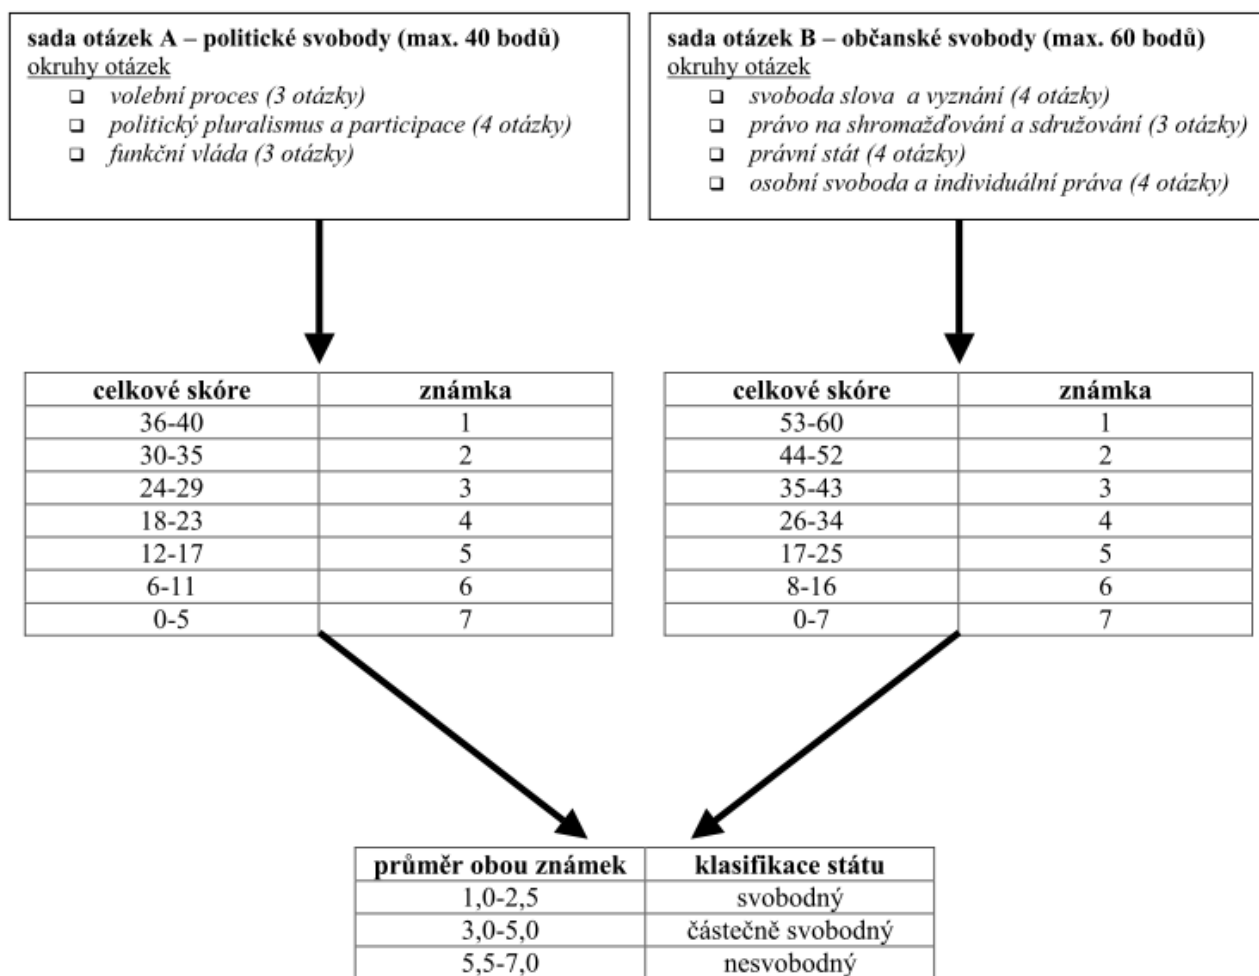 sada otázek A – politické svobody (max. 40 bodů)
okruhy otázek
❑ volební proces (3 otázky)
❑ politický pluralismus a participace (4 otázky)
❑ funkční vláda (3 otázky)
sada otázek B – občanské svobody (max. 60 bodů)
okruhy otázek
❑ svoboda slova a vyznání (4 otázky)
❑ právo na shromažďování a sdružování (3 otázky)
❑ právní stát (4 otázky)
❑ osobní svoboda a individuální práva (4 otázky)
celkové skóre známka
36-40 1
30-35 2
24-29 3
18-23 4
12-17 5
6-11 6
0-5 7
celkové skóre známka
53-60 1
44-52 2
35-43 3
26-34 4
17-25 5
8-16 6
0-7 7
průměr obou známek klasifikace státu
1,0-2,5 svobodný
3,0-5,0 částečně svobodný
5,5-7,0 nesvobodný